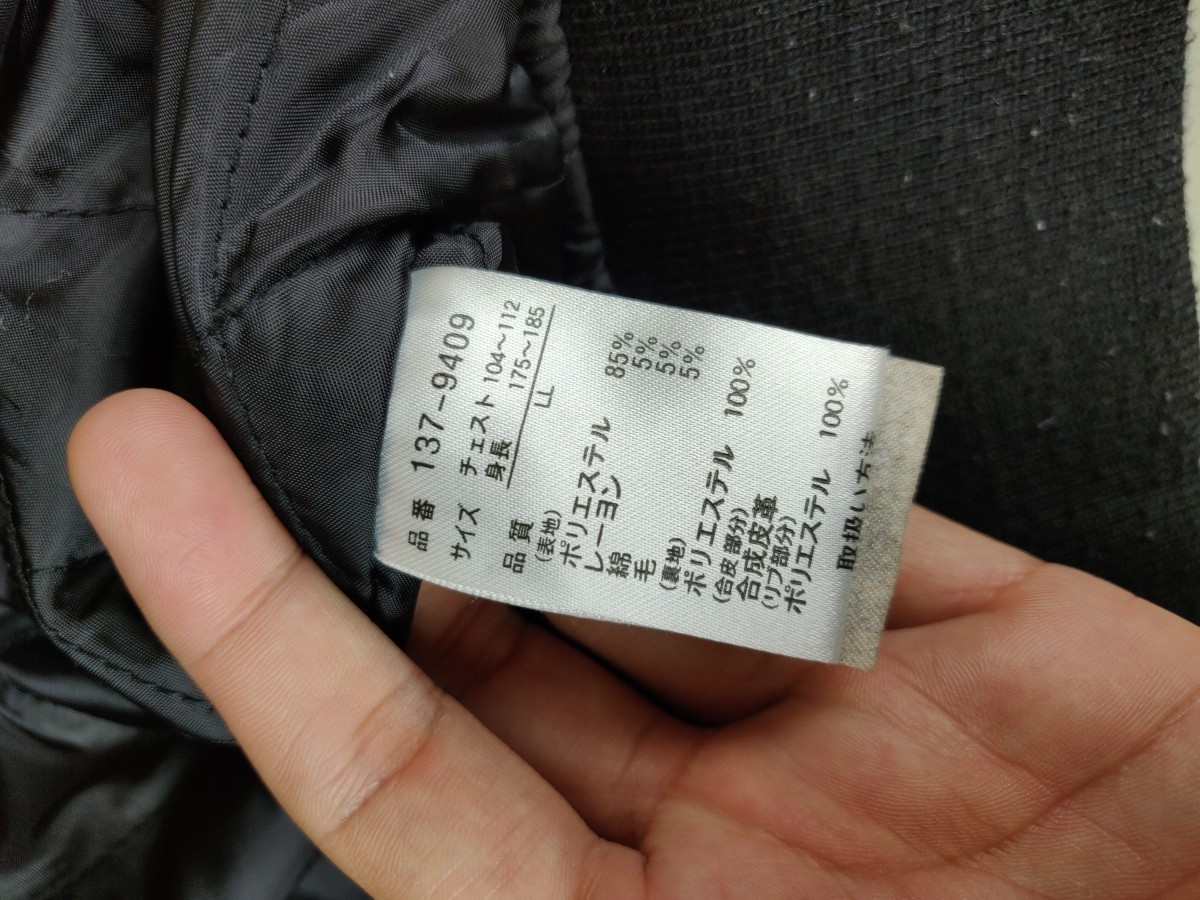 品番 137-9409
サイズ チェスト 104～112
身長 175～185
LL
品質
(表地)
ポリエステル 85%
レーヨン 5%
綿 5%
毛 5%
(裏地)
ポリエステル 100%
(合皮部分)
合成皮革
(リブ部分)
ポリエステル 100%
取扱い方法